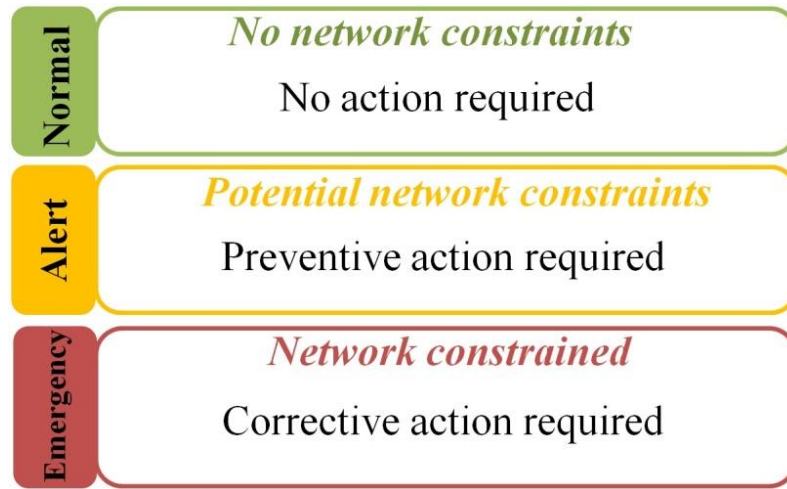 Normal
No network constraints
No action required
Alert
Potential network constraints
Preventive action required
Emergency
Network constrained
Corrective action required